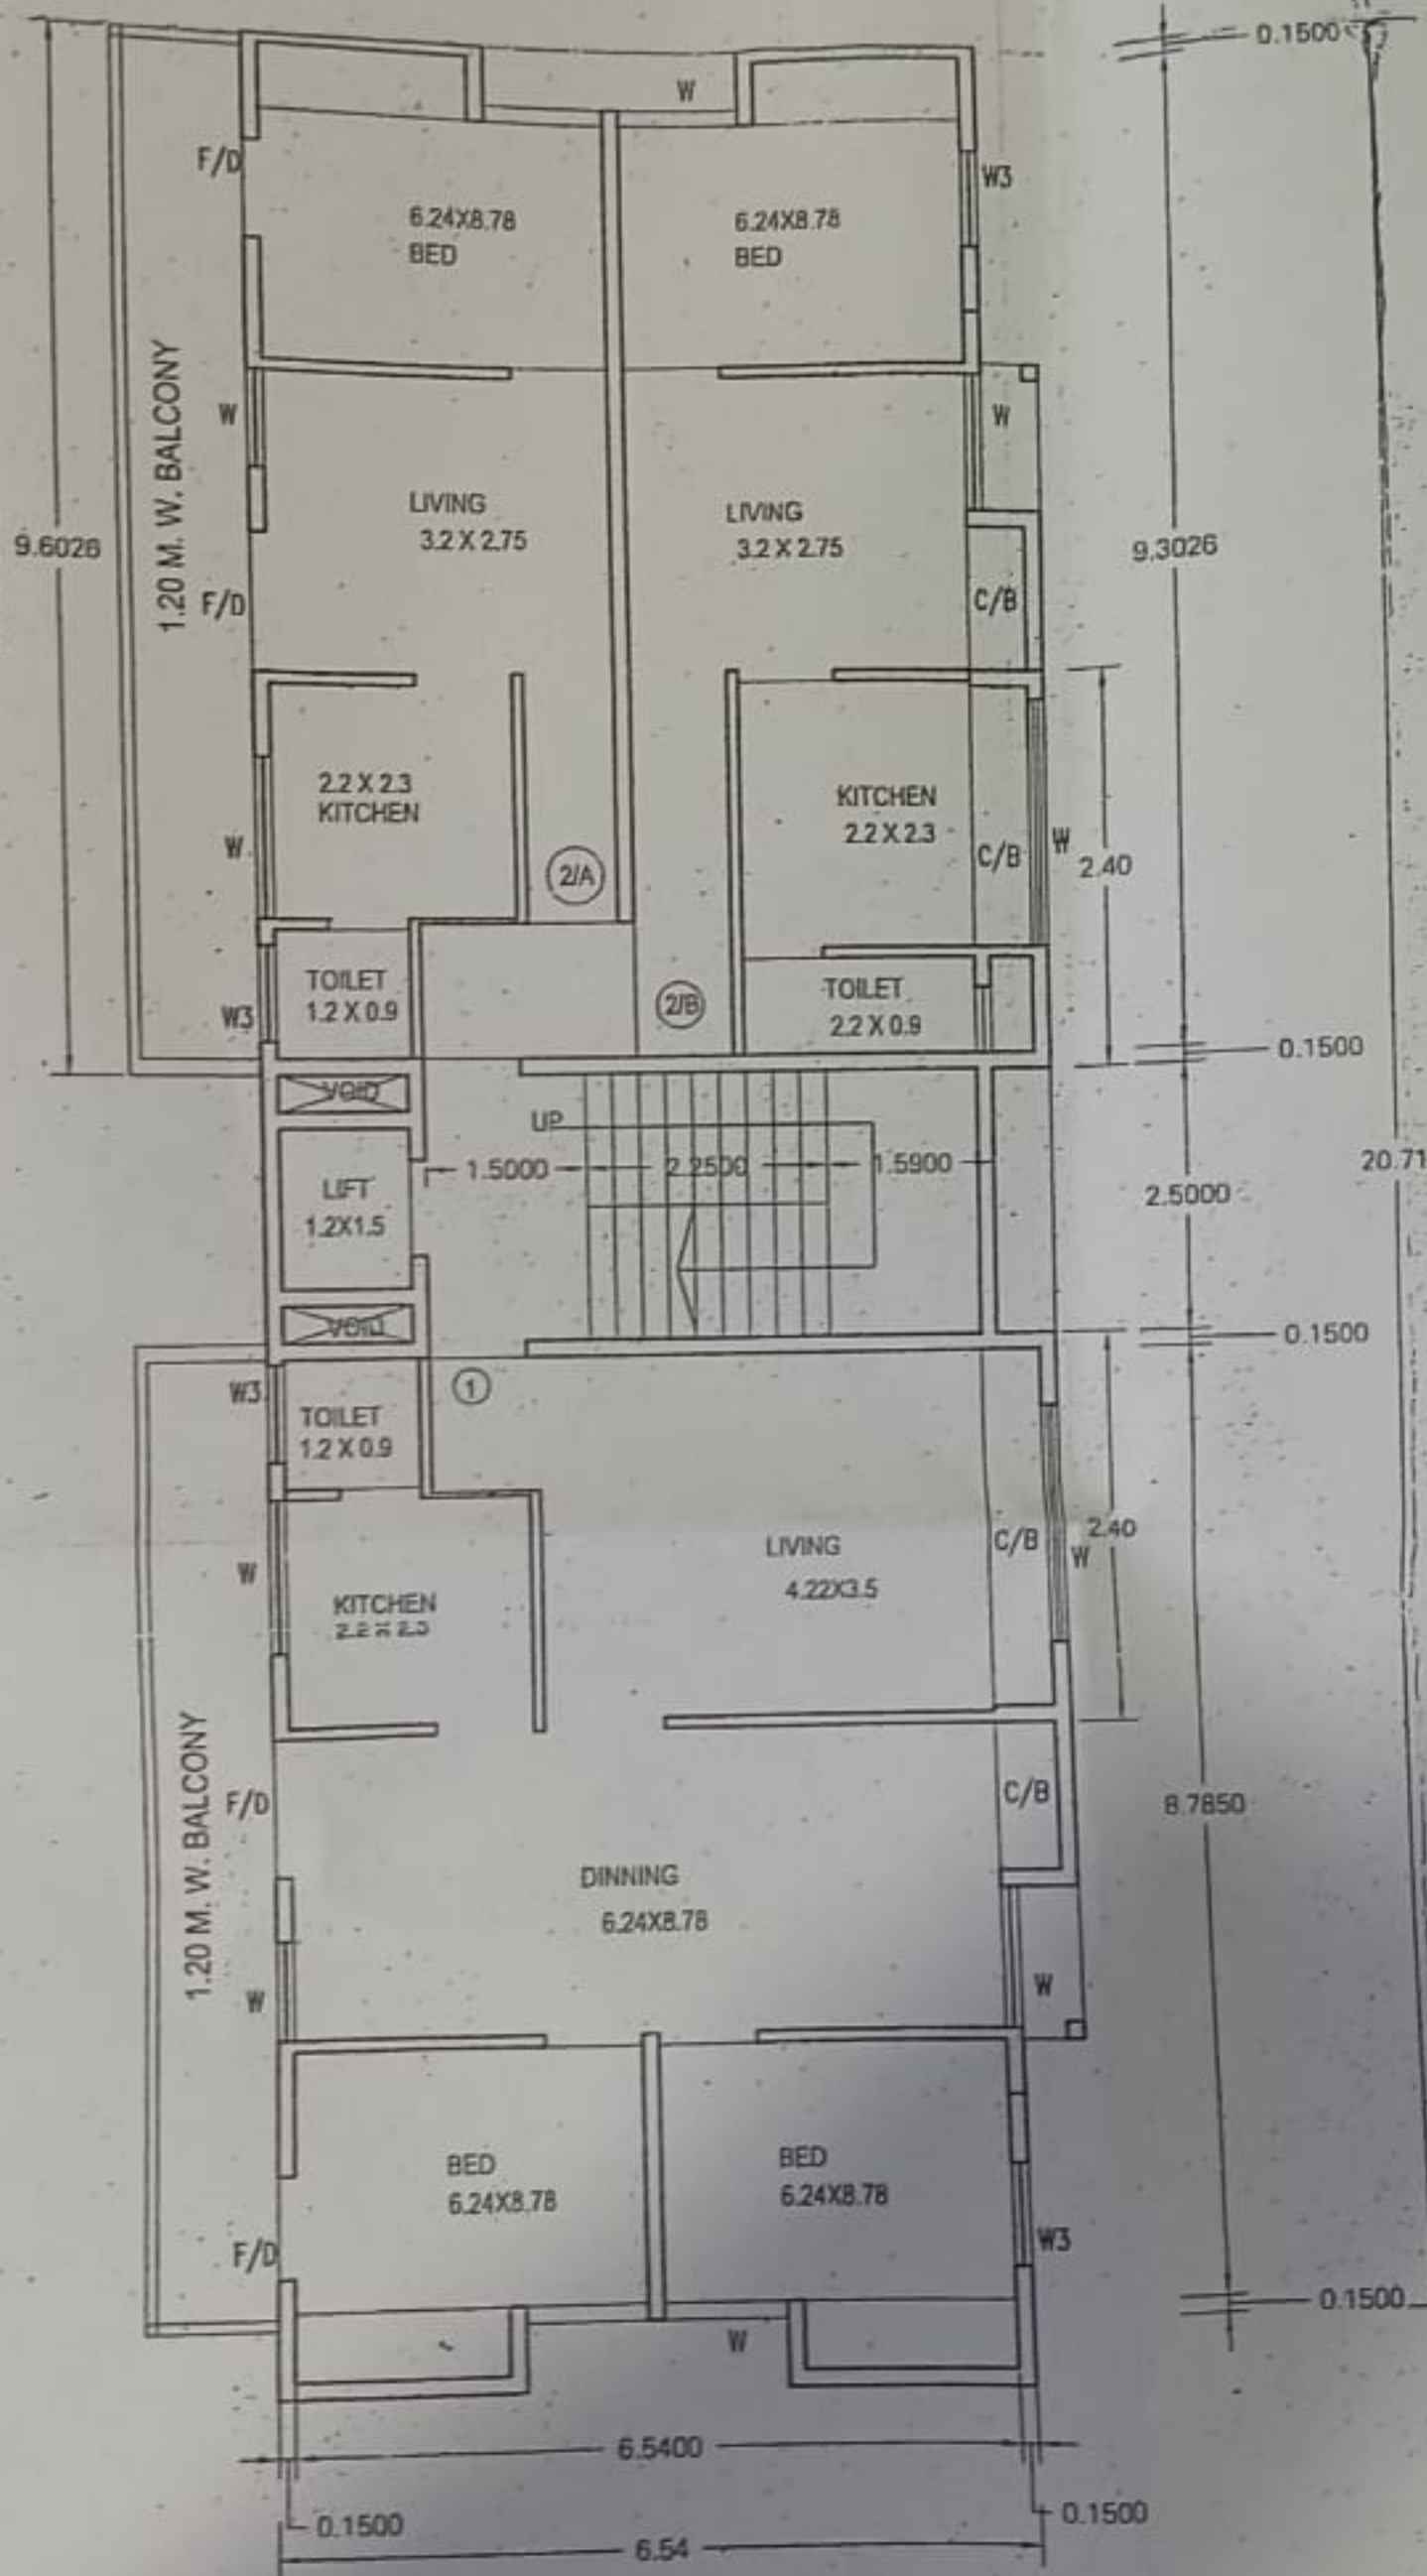 0.1500
W
F/D
W3
6.24X8.78
BED
6.24X8.78
BED
1.20 M. W. BALCONY
W
W
LIVING
3.2 X 2.75
LIVING
3.2 X 2.75
9.6026
9.3026
F/D
C/B
2.2 X 2.3
KITCHEN
KITCHEN
2.2 X 2.3
W
C/B
W
2.40
2/A
TOILET
1.2 X 0.9
2/B
TOILET
2.2 X 0.9
W3
0.1500
VOID
UP
1.5000
2.2500
1.5900
20.71
LIFT
1.2X1.5
2.5000
VOID
0.1500
W3
1
TOILET
1.2 X 0.9
LIVING
4.22X3.5
C/B
W
2.40
W
KITCHEN
2.2 X 2.3
1.20 M. W. BALCONY
F/D
C/B
8.7850
DINNING
6.24X8.78
W
W
BED
6.24X8.78
BED
6.24X8.78
F/D
W3
0.1500
W
6.5400
0.1500
0.1500
6.54